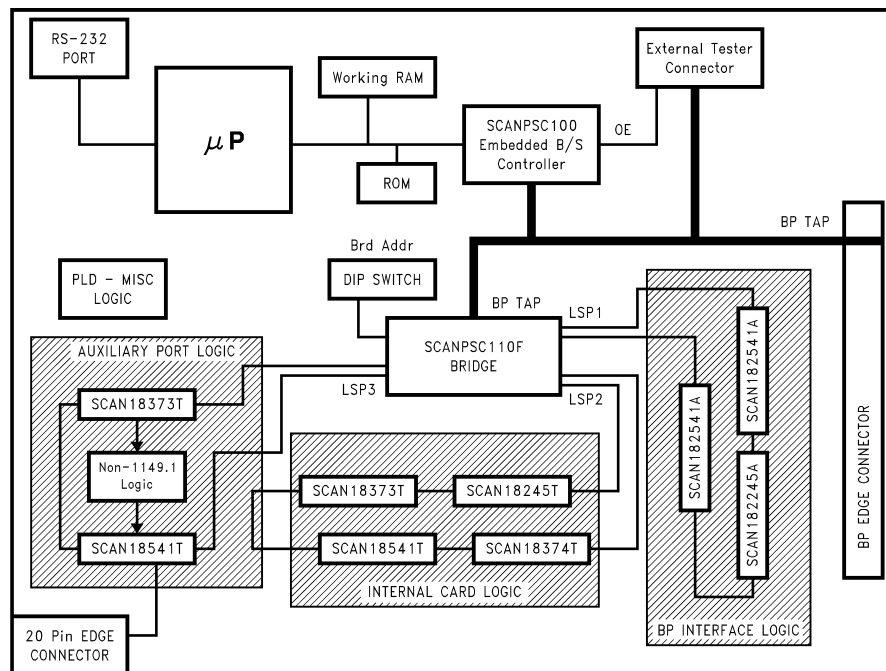 RS-232
PORT
μP
Working RAM
ROM
SCANPSC100
Embedded B/S
Controller
OE
External Tester
Connector
BP TAP
PLD - MISC
LOGIC
Brd Addr
DIP SWITCH
BP TAP
LSP1
SCANPSC110F
BRIDGE
LSP3
LSP2
AUXILIARY PORT LOGIC
SCAN18373T
Non-1149.1
Logic
SCAN18541T
SCAN18373T
SCAN18245T
SCAN18541T
SCAN18374T
INTERNAL CARD LOGIC
SCAN182541A
SCAN182541A
SCAN182245A
BP INTERFACE LOGIC
BP EDGE CONNECTOR
20 Pin EDGE
CONNECTOR